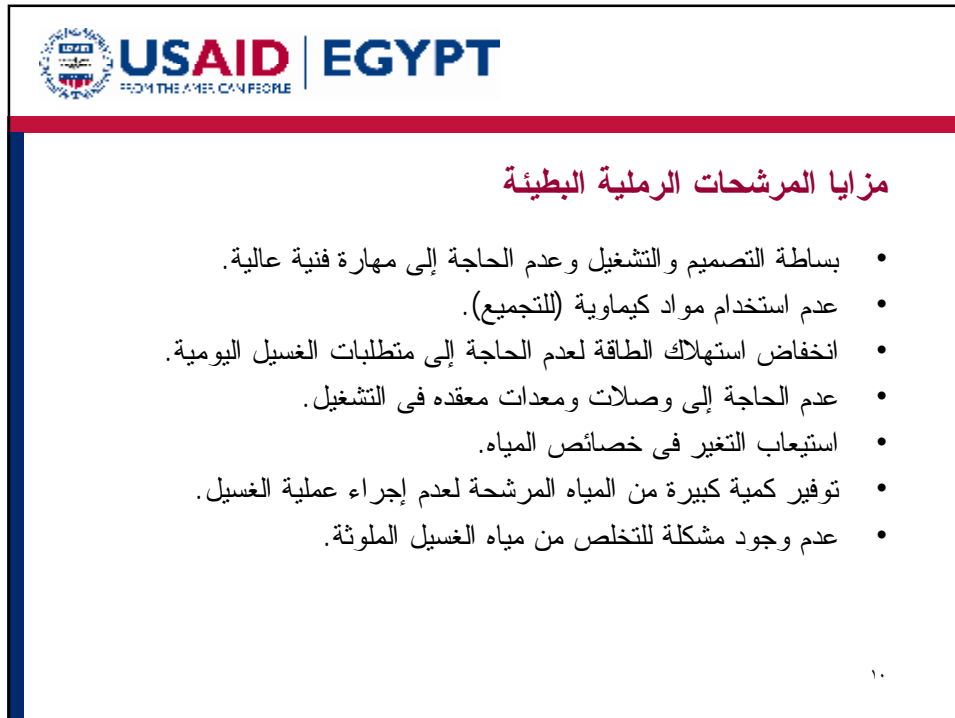 USAID | EGYPT
FROM THE AMERICAN PEOPLE
مزايا المرشحات الرملية البطيئة
• بساطة التصميم والتشغيل وعدم الحاجة إلى مهارة فنية عالية.
• عدم استخدام مواد كيماوية (للتجميع).
• انخفاض استهلاك الطاقة لعدم الحاجة إلى متطلبات الغسيل اليومية.
• عدم الحاجة إلى وصلات ومعدات معقده فى التشغيل.
• استيعاب التغير فى خصائص المياه.
• توفير كمية كبيرة من المياه المرشحة لعدم إجراء عملية الغسيل.
• عدم وجود مشكلة للتخلص من مياه الغسيل الملوثة.
١٠